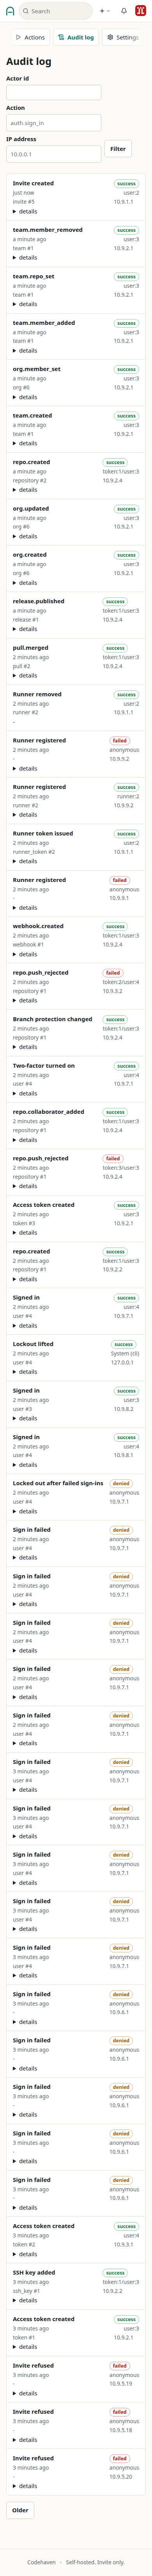 Search
Actions Audit log Settings
Audit log
Actor id
Action
auth.sign_in
IP address
10.0.0.1
Filter
Invite created success
just now user:2
invite #5 10.9.1.1
details
team.member_removed success
a minute ago user:3
team #1 10.9.2.1
details
team.repo_set success
a minute ago user:3
team #1 10.9.2.1
details
team.member_added success
a minute ago user:3
team #1 10.9.2.1
details
org.member_set success
a minute ago user:3
org #6 10.9.2.1
details
team.created success
a minute ago user:3
team #1 10.9.2.1
details
repo.created success
a minute ago token:1/user:3
repository #2 10.9.2.4
details
org.updated success
a minute ago user:3
org #6 10.9.2.1
details
org.created success
a minute ago user:3
org #6 10.9.2.1
details
release.published success
a minute ago token:1/user:3
release #1 10.9.2.4
details
pull.merged success
2 minutes ago token:1/user:3
pull #2 10.9.2.4
details
Runner removed success
2 minutes ago user:2
runner #2 10.9.1.1
-
Runner registered failed
2 minutes ago anonymous
- 10.9.9.2
details
Runner registered success
2 minutes ago runner:2
runner #2 10.9.9.2
details
Runner token issued success
2 minutes ago user:2
runner_token #2 10.9.1.1
details
Runner registered failed
2 minutes ago anonymous
- 10.9.9.1
details
webhook.created success
2 minutes ago token:1/user:3
webhook #1 10.9.2.4
details
repo.push_rejected failed
2 minutes ago token:2/user:4
repository #1 10.9.3.2
details
Branch protection changed success
2 minutes ago token:1/user:3
repository #1 10.9.2.4
details
Two-factor turned on success
2 minutes ago user:4
user #4 10.9.7.1
details
repo.collaborator_added success
2 minutes ago token:1/user:3
repository #1 10.9.2.4
details
repo.push_rejected failed
2 minutes ago token:3/user:3
repository #1 10.9.2.4
details
Access token created success
2 minutes ago user:3
token #3 10.9.2.1
details
repo.created success
2 minutes ago token:1/user:3
repository #1 10.9.2.2
details
Signed in success
2 minutes ago user:4
user #4 10.9.7.1
details
Lockout lifted success
2 minutes ago System (cli)
user #4 127.0.0.1
details
Signed in success
2 minutes ago user:3
user #3 10.9.8.2
details
Signed in success
2 minutes ago user:4
user #4 10.9.8.1
details
Locked out after failed sign-ins denied
2 minutes ago anonymous
user #4 10.9.7.1
details
Sign in failed denied
2 minutes ago anonymous
user #4 10.9.7.1
details
Sign in failed denied
2 minutes ago anonymous
user #4 10.9.7.1
details
Sign in failed denied
2 minutes ago anonymous
user #4 10.9.7.1
details
Sign in failed denied
2 minutes ago anonymous
user #4 10.9.7.1
details
Sign in failed denied
2 minutes ago anonymous
user #4 10.9.7.1
details
Sign in failed denied
3 minutes ago anonymous
user #4 10.9.7.1
details
Sign in failed denied
3 minutes ago anonymous
user #4 10.9.7.1
details
Sign in failed denied
3 minutes ago anonymous
user #4 10.9.7.1
details
Sign in failed denied
3 minutes ago anonymous
user #4 10.9.7.1
details
Sign in failed denied
3 minutes ago anonymous
user #4 10.9.7.1
details
Sign in failed denied
3 minutes ago anonymous
- 10.9.6.1
details
Sign in failed denied
3 minutes ago anonymous
- 10.9.6.1
details
Sign in failed denied
3 minutes ago anonymous
- 10.9.6.1
details
Sign in failed denied
3 minutes ago anonymous
- 10.9.6.1
details
Sign in failed denied
3 minutes ago anonymous
- 10.9.6.1
details
Access token created success
3 minutes ago user:4
token #2 10.9.3.1
details
SSH key added success
3 minutes ago token:1/user:3
ssh_key #1 10.9.2.2
details
Access token created success
3 minutes ago user:3
token #1 10.9.2.1
details
Invite refused failed
3 minutes ago anonymous
- 10.9.5.19
details
Invite refused failed
3 minutes ago anonymous
- 10.9.5.18
details
Invite refused failed
3 minutes ago anonymous
- 10.9.5.20
details
Older
Codehaven · Self-hosted. Invite only.